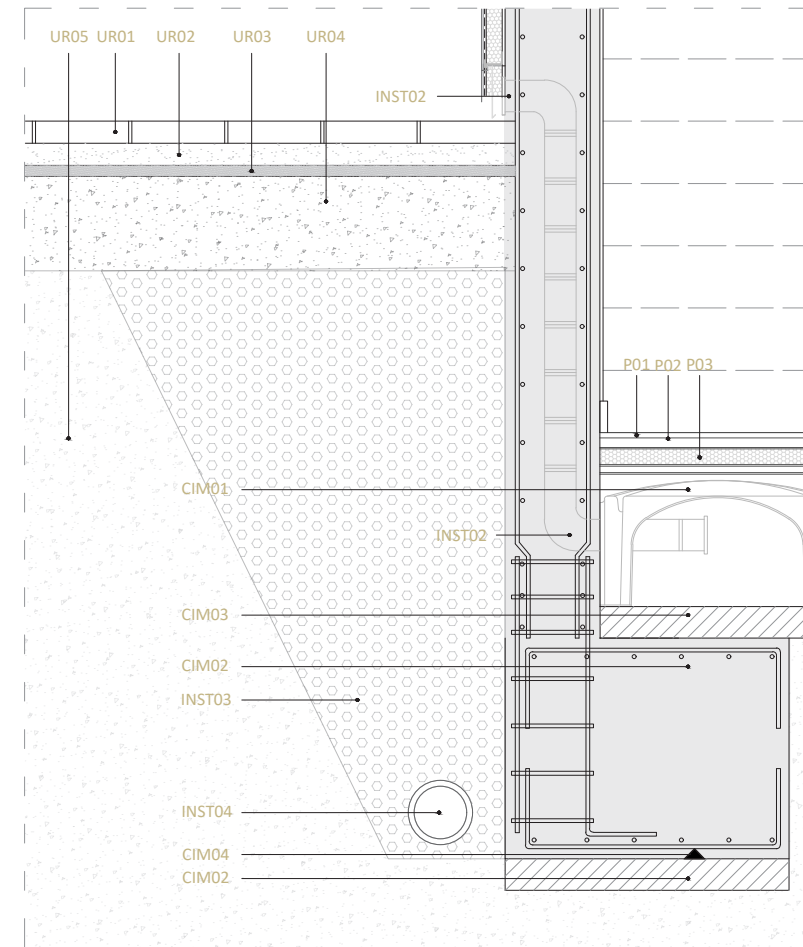 UR05 UR01 UR02 UR03 UR04
INST02
P01 P02 P03
CIM01
INST02
CIM03
CIM02
INST03
INST04
CIM04
CIM02